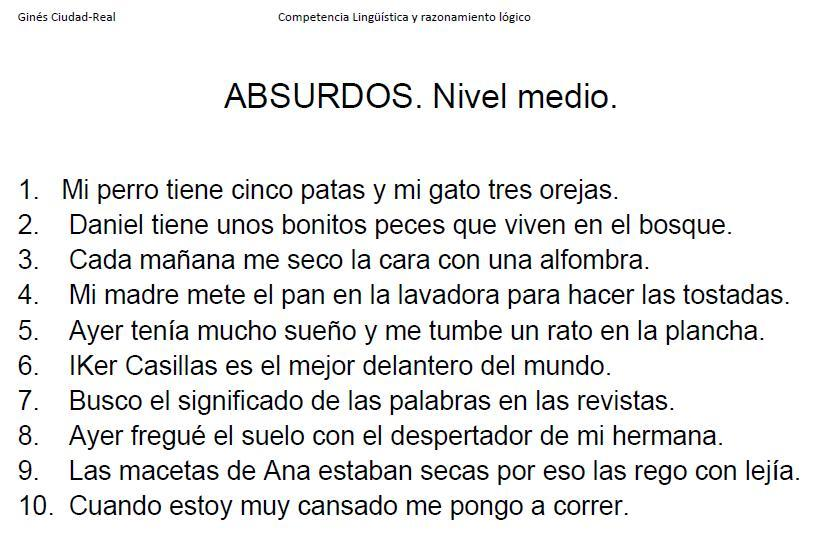 Ginés Ciudad-Real Competencia Lingüística y razonamiento lógico
ABSURDOS. Nivel medio.
1. Mi perro tiene cinco patas y mi gato tres orejas.
2. Daniel tiene unos bonitos peces que viven en el bosque.
3. Cada mañana me seco la cara con una alfombra.
4. Mi madre mete el pan en la lavadora para hacer las tostadas.
5. Ayer tenía mucho sueño y me tumbe un rato en la plancha.
6. IKer Casillas es el mejor delantero del mundo.
7. Busco el significado de las palabras en las revistas.
8. Ayer fregué el suelo con el despertador de mi hermana.
9. Las macetas de Ana estaban secas por eso las rego con lejía.
10. Cuando estoy muy cansado me pongo a correr.